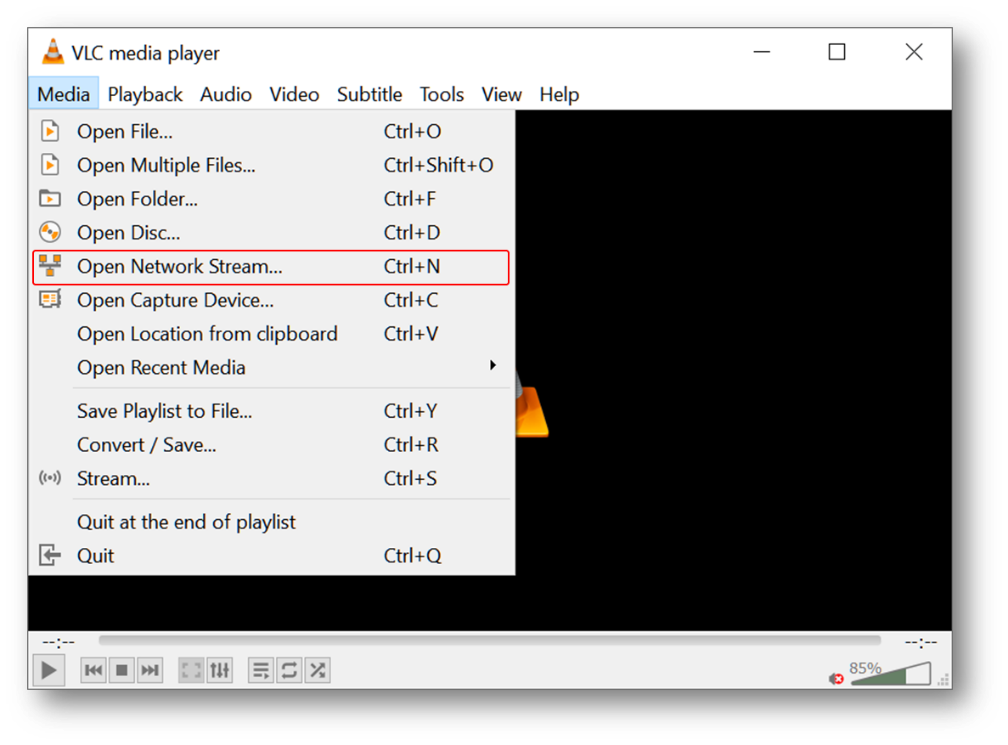 VLC media player
Media Playback Audio Video Subtitle Tools View Help
Open File... Ctrl+O
Open Multiple Files... Ctrl+Shift+O
Open Folder... Ctrl+F
Open Disc... Ctrl+D
Open Network Stream... Ctrl+N
Open Capture Device... Ctrl+C
Open Location from clipboard Ctrl+V
Open Recent Media
Save Playlist to File... Ctrl+Y
Convert / Save... Ctrl+R
Stream... Ctrl+S
Quit at the end of playlist
Quit Ctrl+Q
--:-- --:--
85%